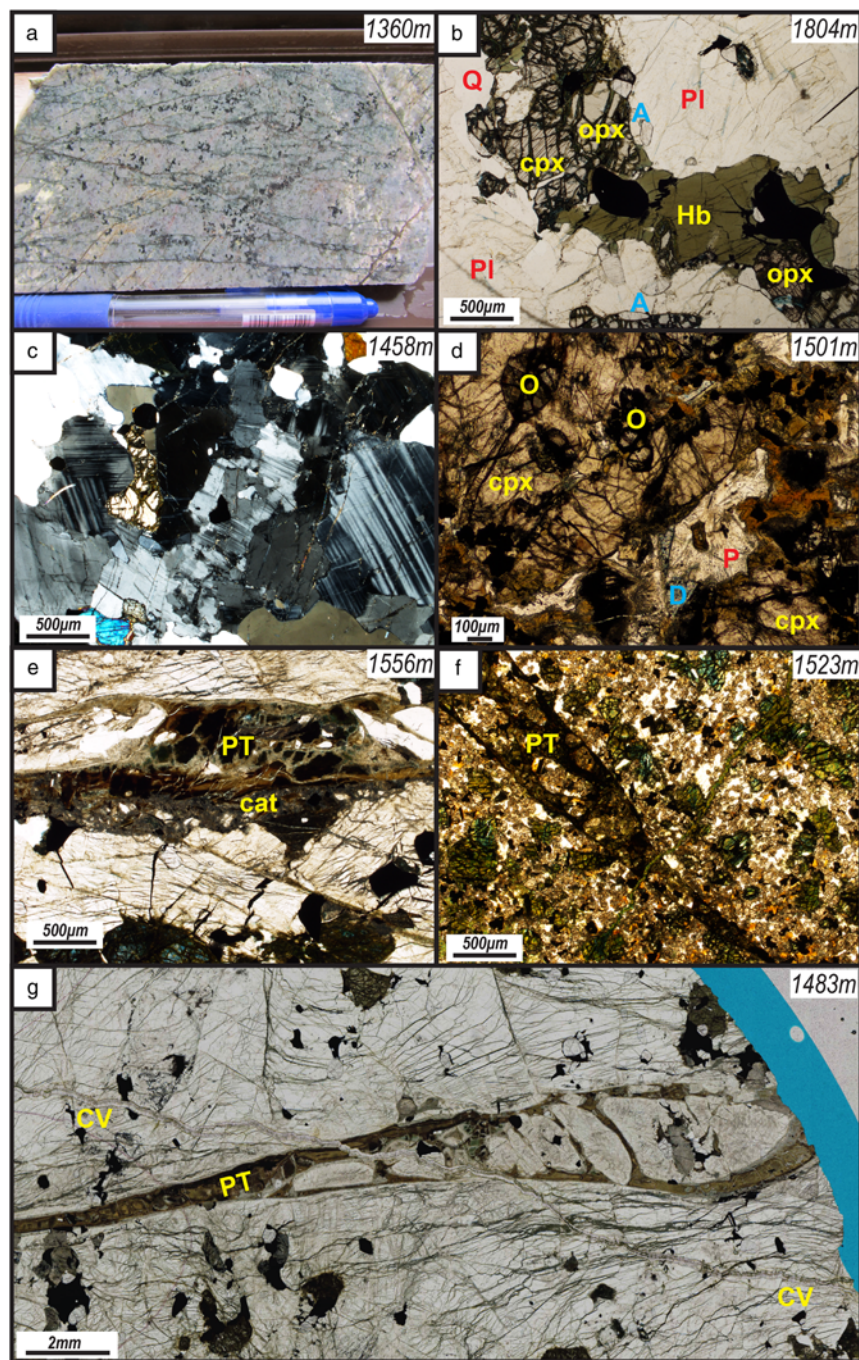 a 1360m
b 1804m
Q
Pl
A
opx
cpx
Hb
Pl
opx
A
500µm
c 1458m
500µm
d 1501m
O
O
cpx
P
D
cpx
100µm
e 1556m
PT
cat
500µm
f 1523m
PT
500µm
g 1483m
CV
PT
CV
2mm